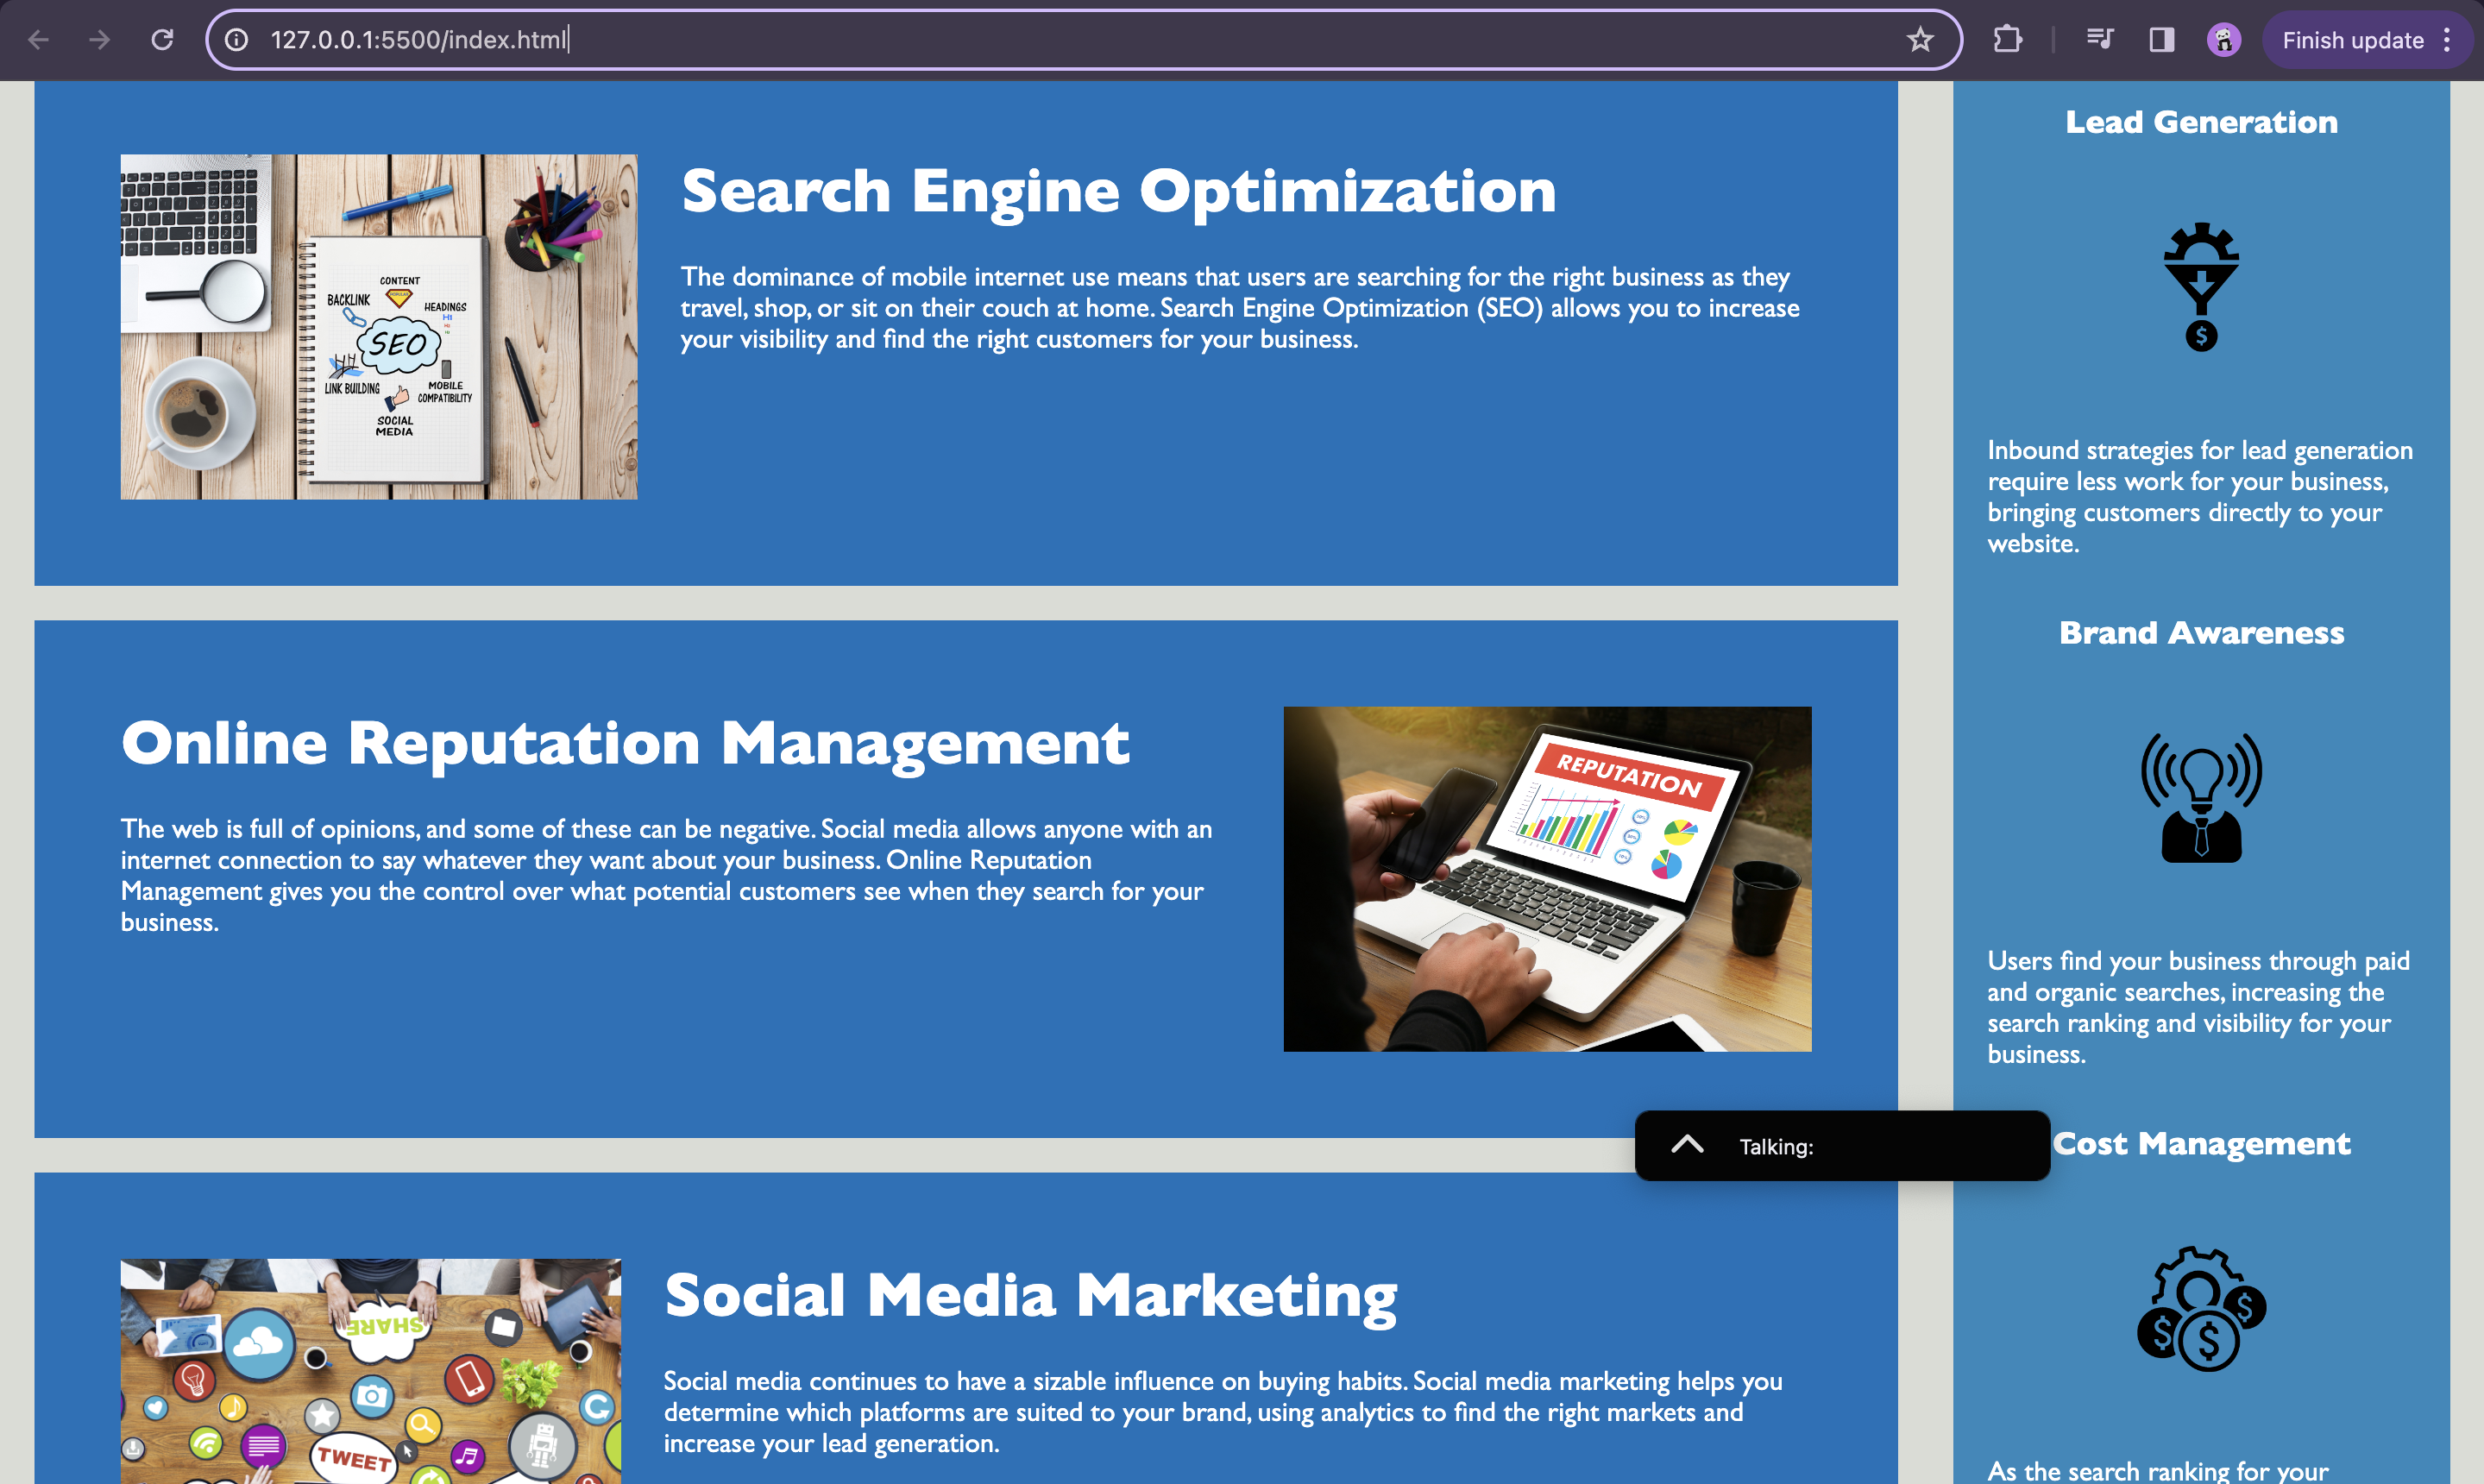 127.0.0.1:5500/index.html
Finish update
Search Engine Optimization
The dominance of mobile internet use means that users are searching for the right business as they
travel, shop, or sit on their couch at home. Search Engine Optimization (SEO) allows you to increase
your visibility and find the right customers for your business.
CONTENT
BACKLINK
HEADINGS
H1
SEO
LINK BUILDING
MOBILE
COMPATIBILITY
SOCIAL
MEDIA
Online Reputation Management
The web is full of opinions, and some of these can be negative. Social media allows anyone with an
internet connection to say whatever they want about your business. Online Reputation
Management gives you the control over what potential customers see when they search for your
business.
REPUTATION
Social Media Marketing
Social media continues to have a sizable influence on buying habits. Social media marketing helps you
determine which platforms are suited to your brand, using analytics to find the right markets and
increase your lead generation.
SHARE
TWEET
Lead Generation
$
Inbound strategies for lead generation
require less work for your business,
bringing customers directly to your
website.
Brand Awareness
Users find your business through paid
and organic searches, increasing the
search ranking and visibility for your
business.
Talking:
Cost Management
$
$
$
As the search ranking for your